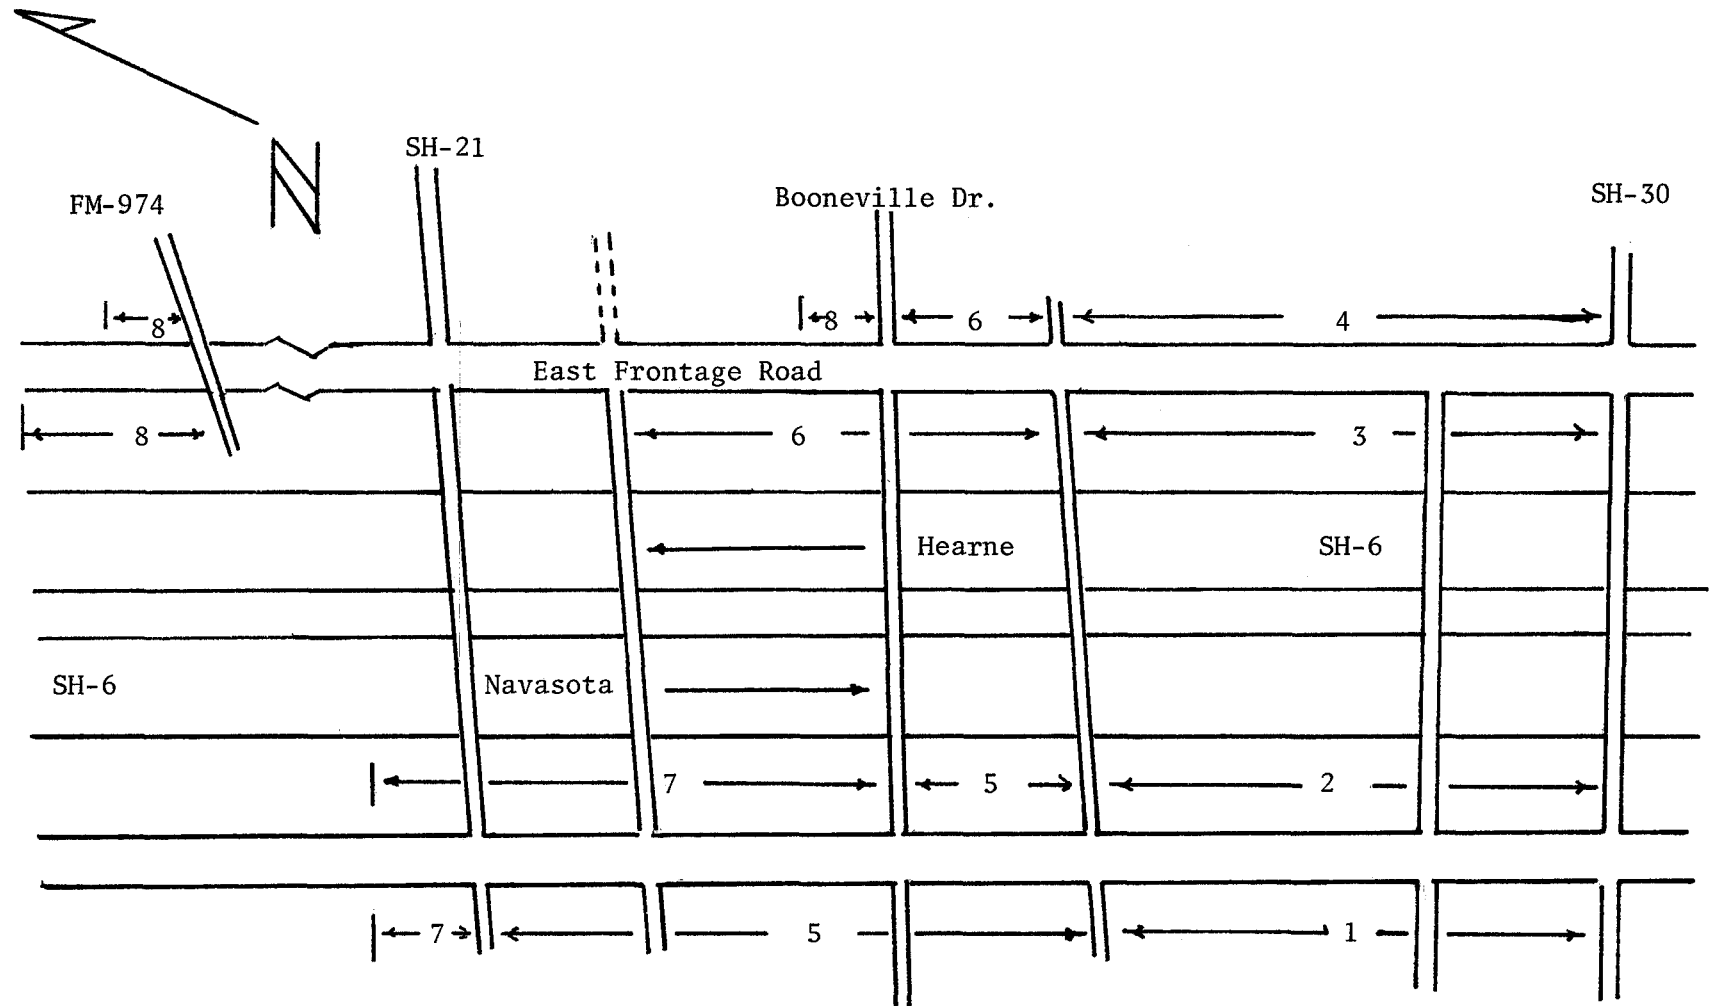 N
SH-21
FM-974
Booneville Dr.
SH-30
8
8
6
4
East Frontage Road
8
6
3
Hearne
SH-6
SH-6
Navasota
7
5
2
7
5
1